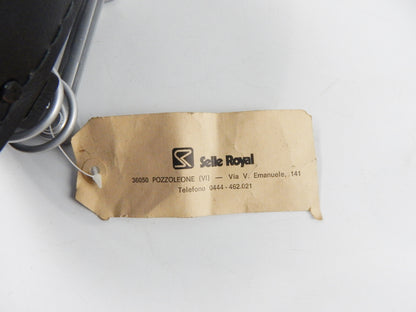 Selle Royal
36050 POZZOLEONE (VI) — Via V. Emanuele, 141
Telefono 0444-462.021